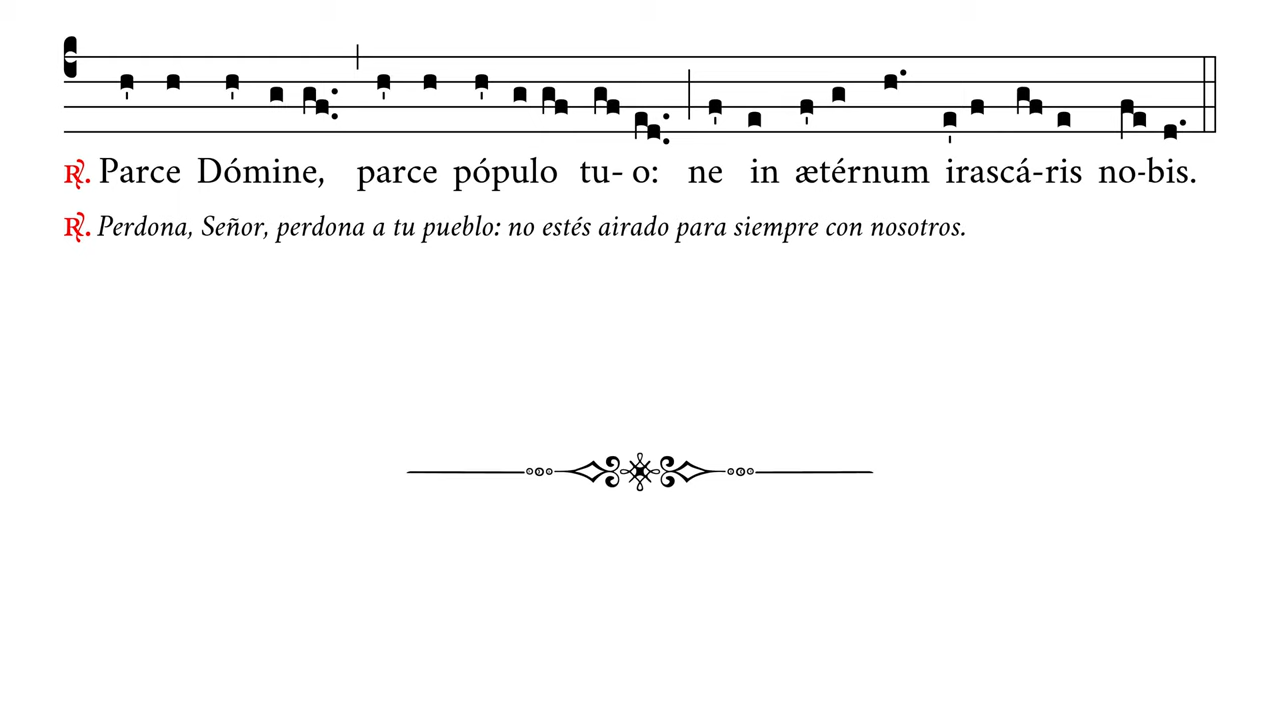 ℟. Parce Dómine, parce pópulo tu- o: ne in ætérnum irascá-ris no-bis.
℟. Perdona, Señor, perdona a tu pueblo: no estés airado para siempre con nosotros.